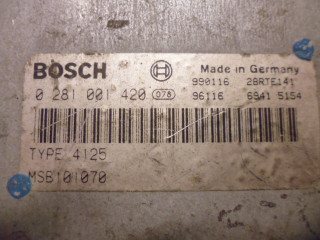 BOSCH
Made in Germany
990116 28RTE141
0 281 001 420 078
96116 6941 5154
TYPE 4125
MSB101070